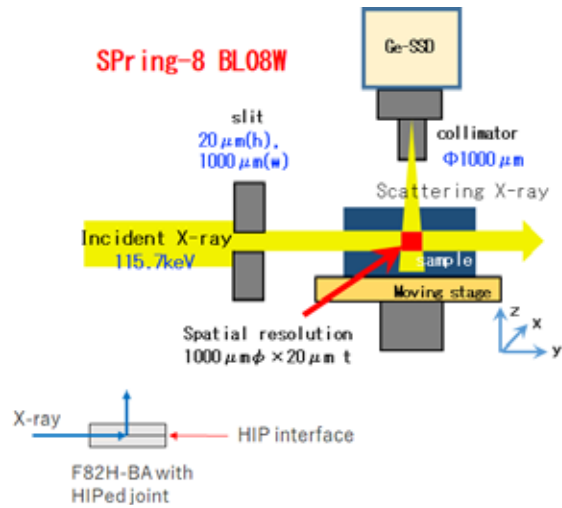 SPring-8 BL08W
Ge-SSD
slit
20μm(h),
1000μm(w)
collimator
Φ1000μm
Scattering X-ray
Incident X-ray
115.7keV
sample
Moving stage
Spatial resolution
1000μmφ×20μm t
z
x
y
X-ray
HIP interface
F82H-BA with
HIPed joint